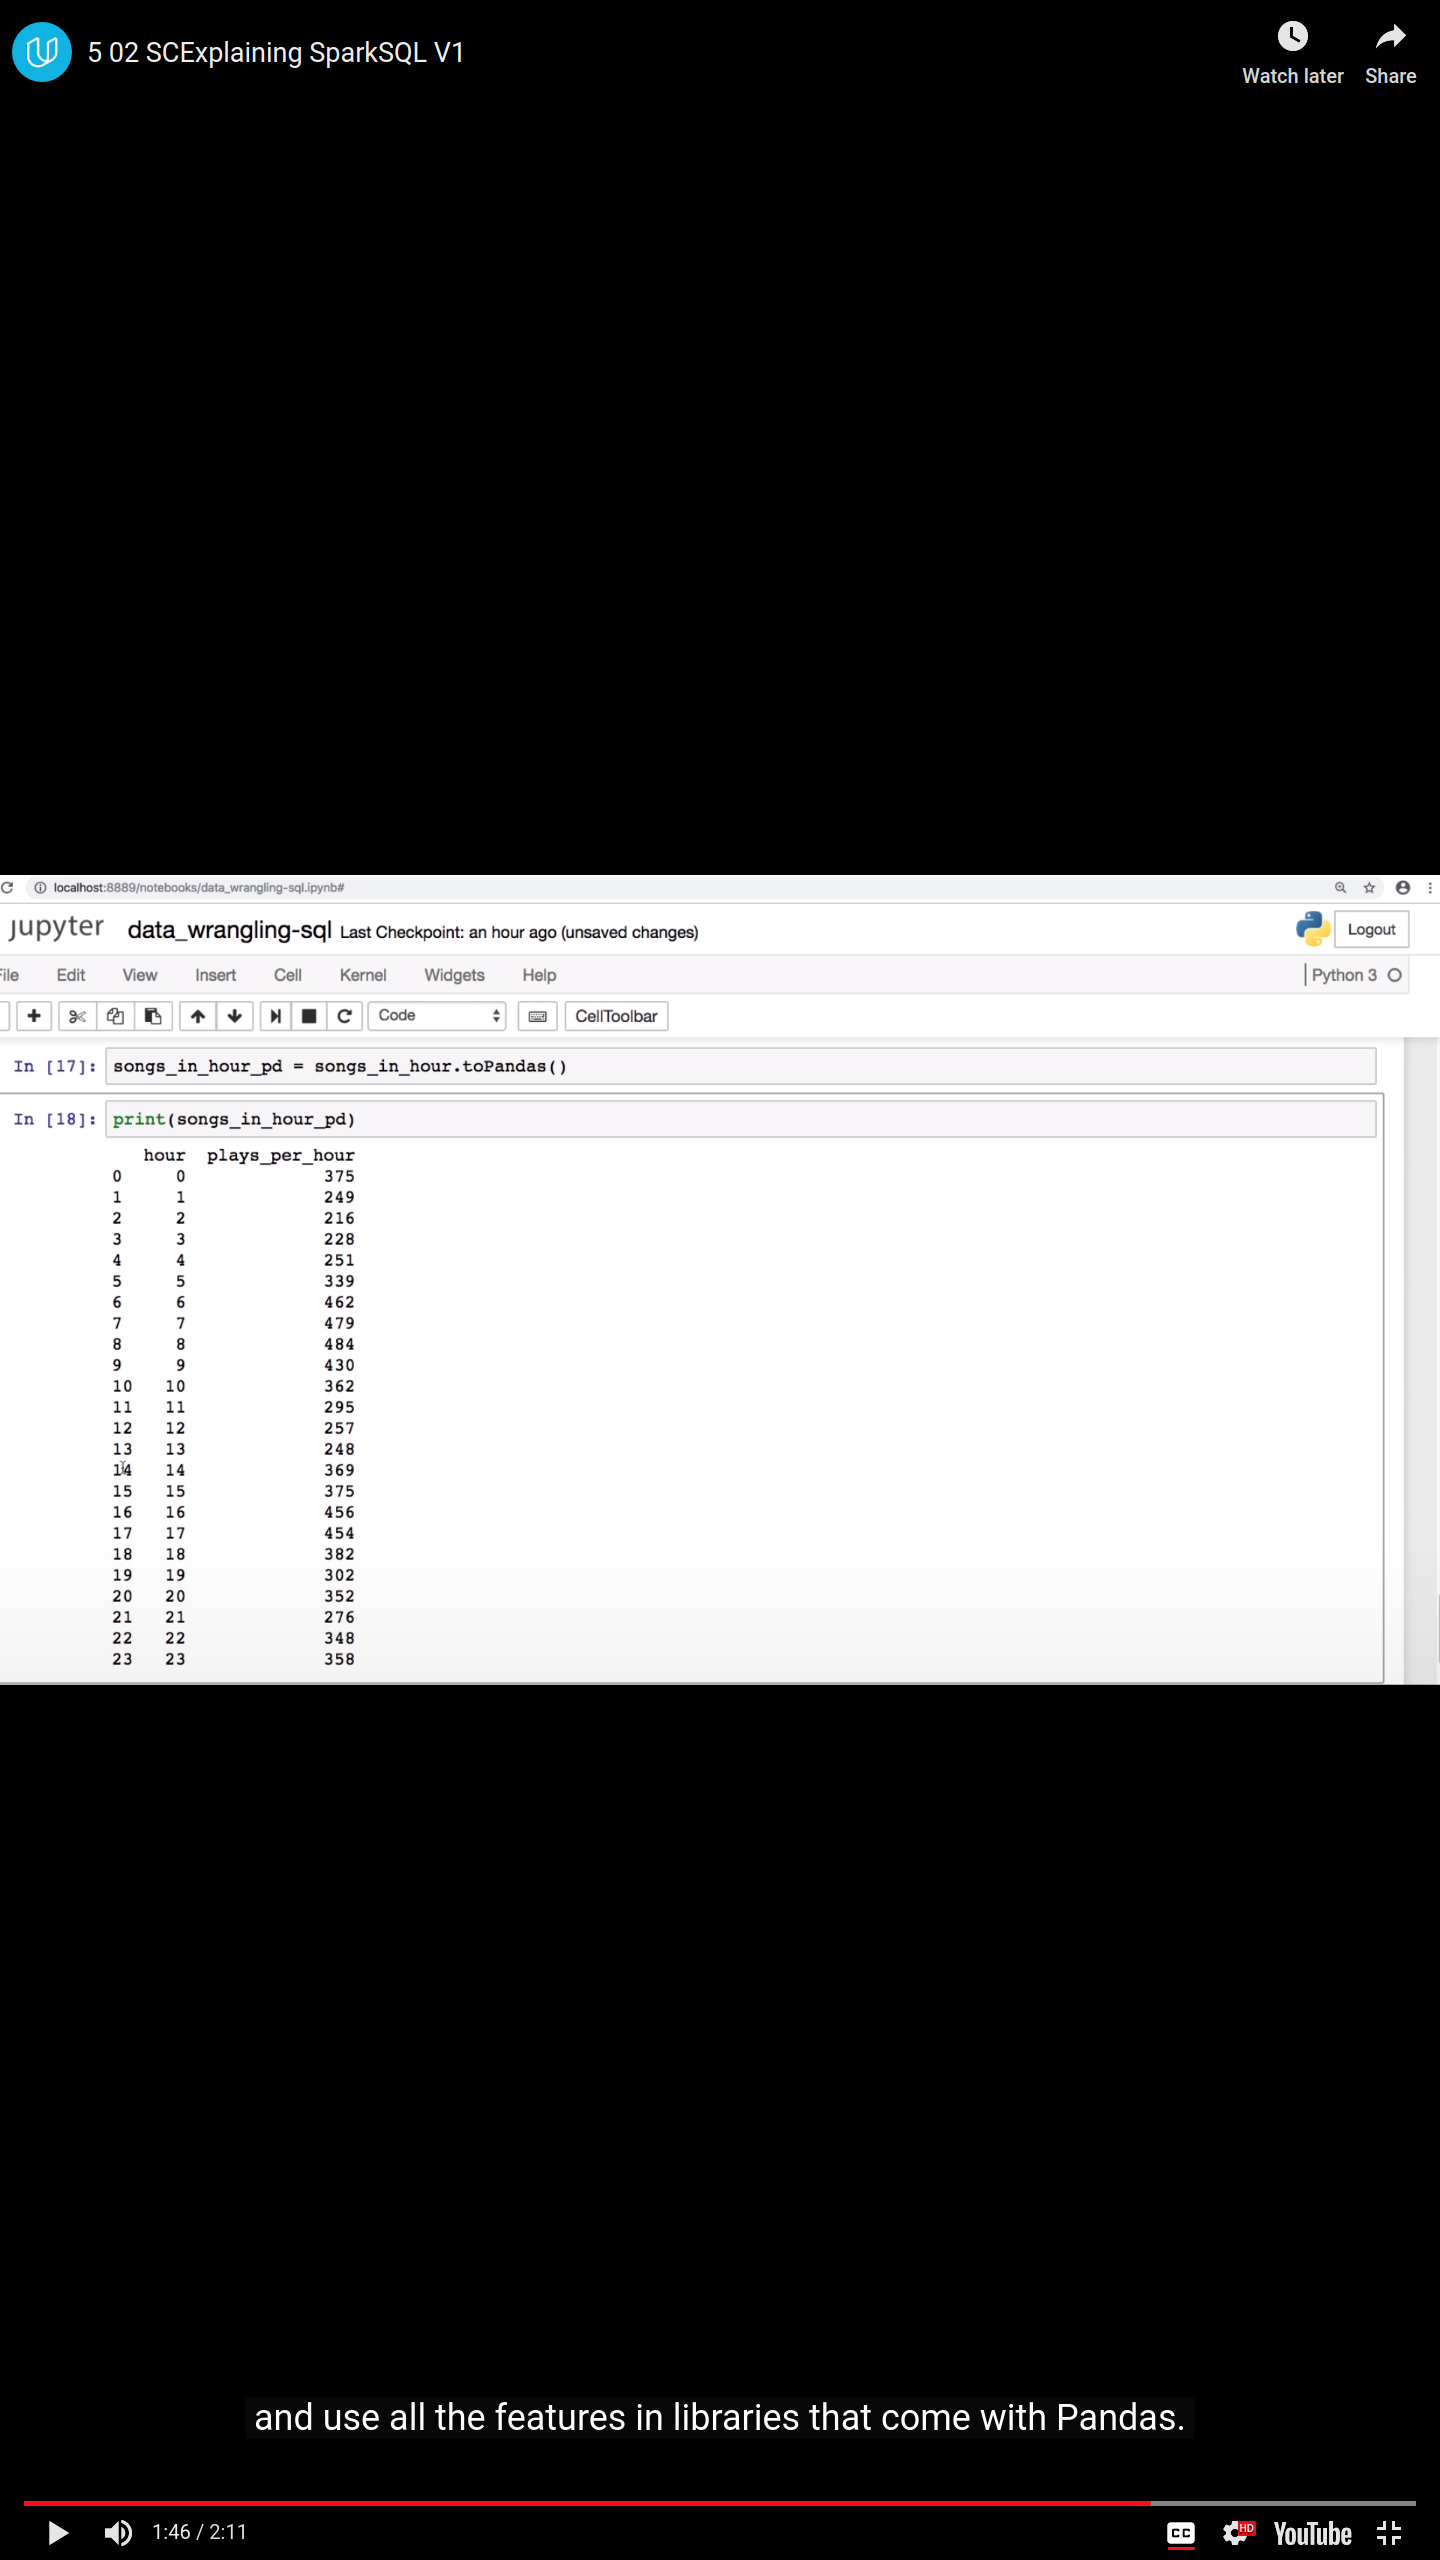 5 02 SCExplaining SparkSQL V1
Watch later
Share
localhost:8889/notebooks/data_wrangling-sql.ipynb#
jupyter data_wrangling-sql Last Checkpoint: an hour ago (unsaved changes)
Logout
File Edit View Insert Cell Kernel Widgets Help
Python 3
Code
CellToolbar
In [17]: songs_in_hour_pd = songs_in_hour.toPandas()
In [18]: print(songs_in_hour_pd)
hour plays_per_hour
0 0 375
1 1 249
2 2 216
3 3 228
4 4 251
5 5 339
6 6 462
7 7 479
8 8 484
9 9 430
10 10 362
11 11 295
12 12 257
13 13 248
14 14 369
15 15 375
16 16 456
17 17 454
18 18 382
19 19 302
20 20 352
21 21 276
22 22 348
23 23 358
and use all the features in libraries that come with Pandas.
1:46 / 2:11
CC
HD
YouTube